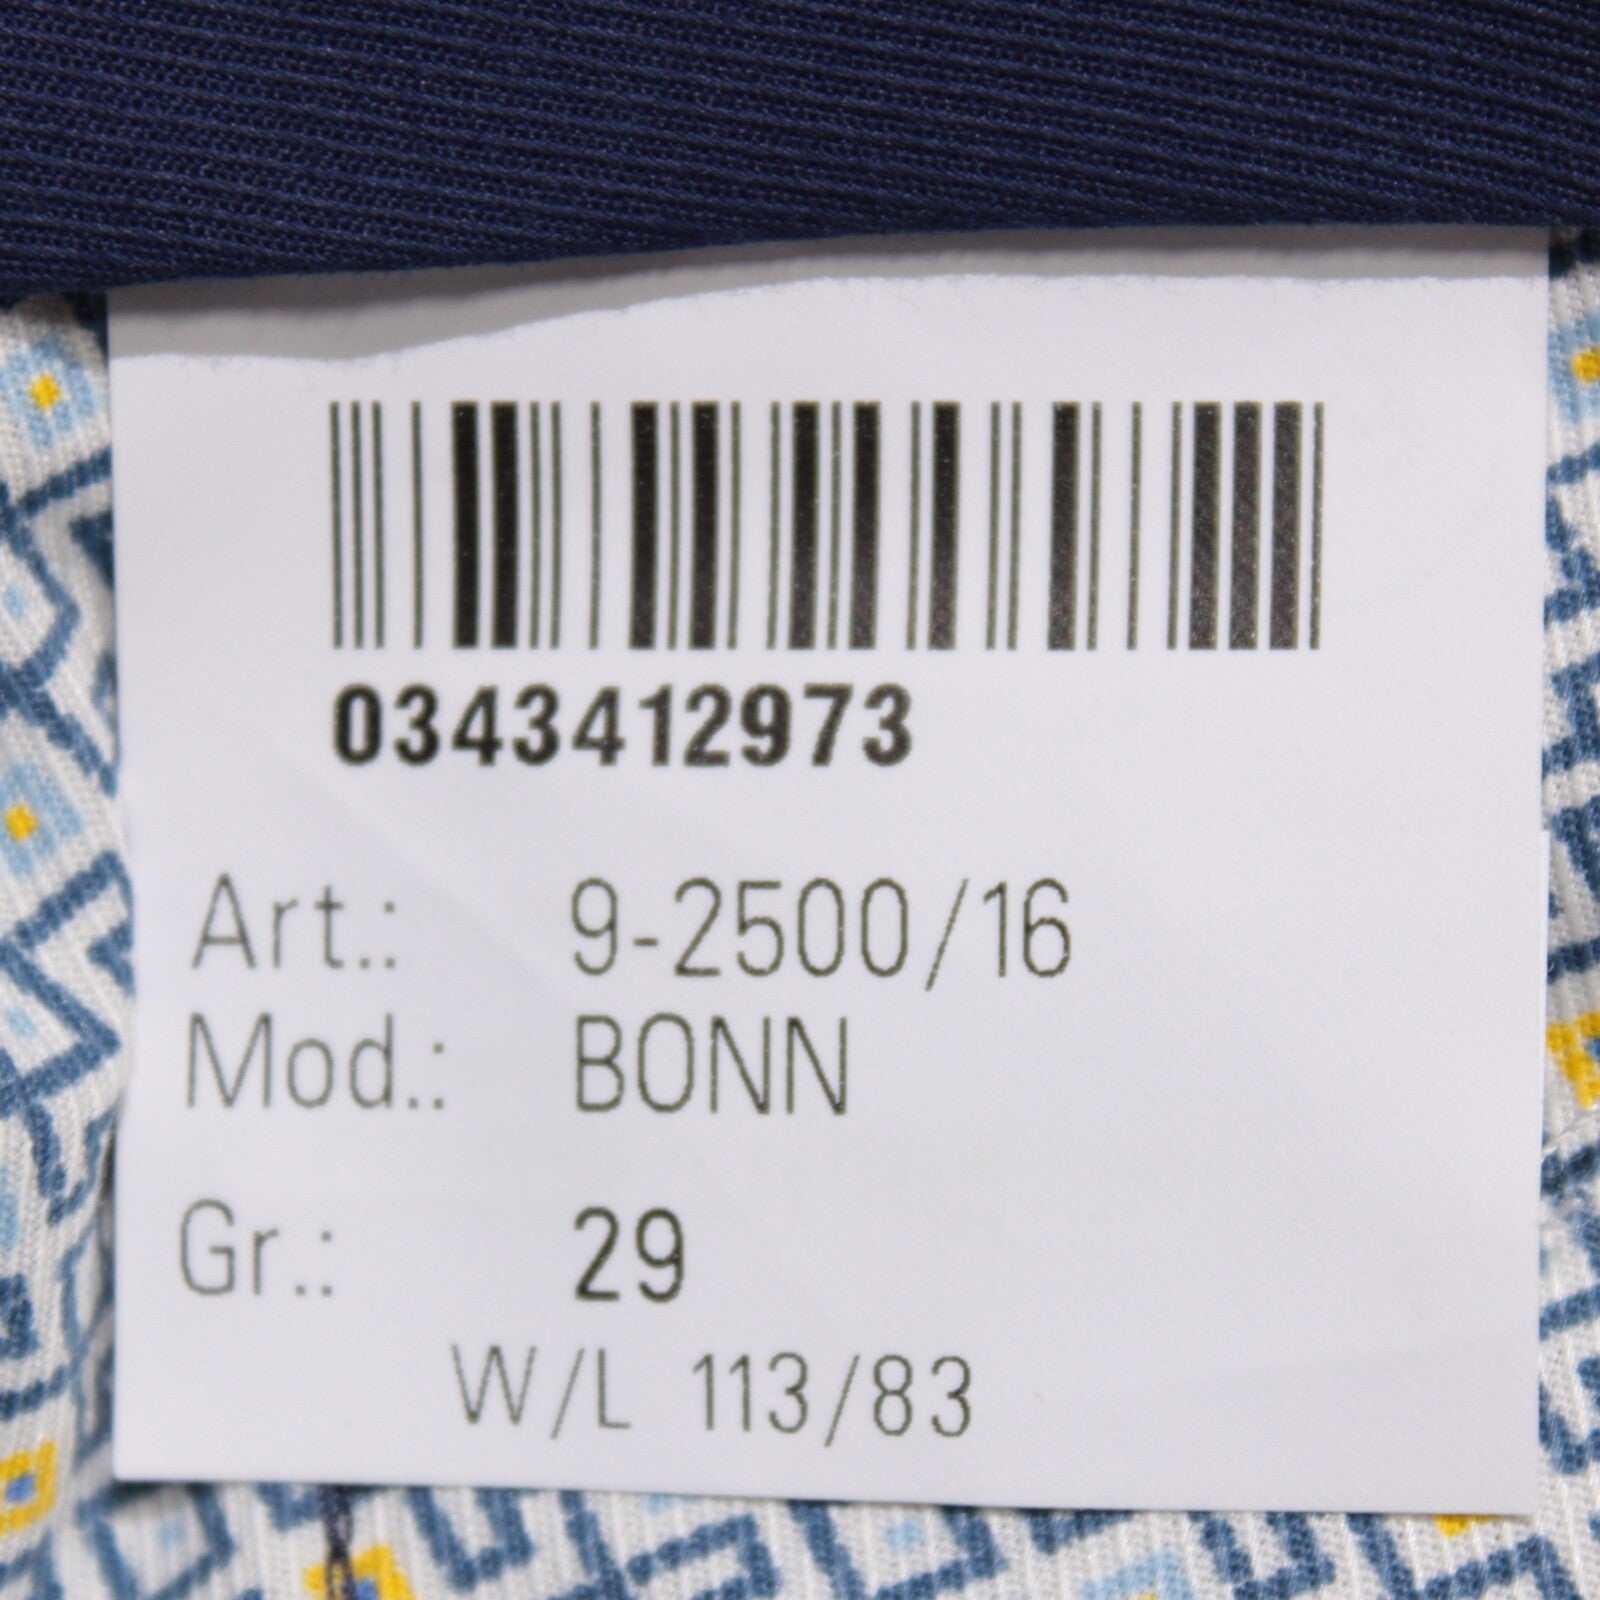 0343412973
Art.: 9-2500/16
Mod.: BONN
Gr.: 29
W/L 113/83